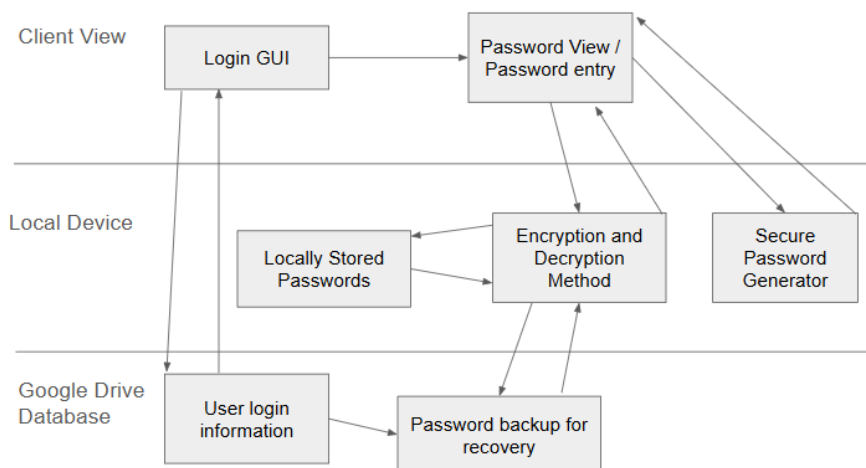 Client View
Login GUI
Password View /
Password entry
Local Device
Locally Stored
Passwords
Encryption and
Decryption
Method
Secure
Password
Generator
Google Drive
Database
User login
information
Password backup for
recovery